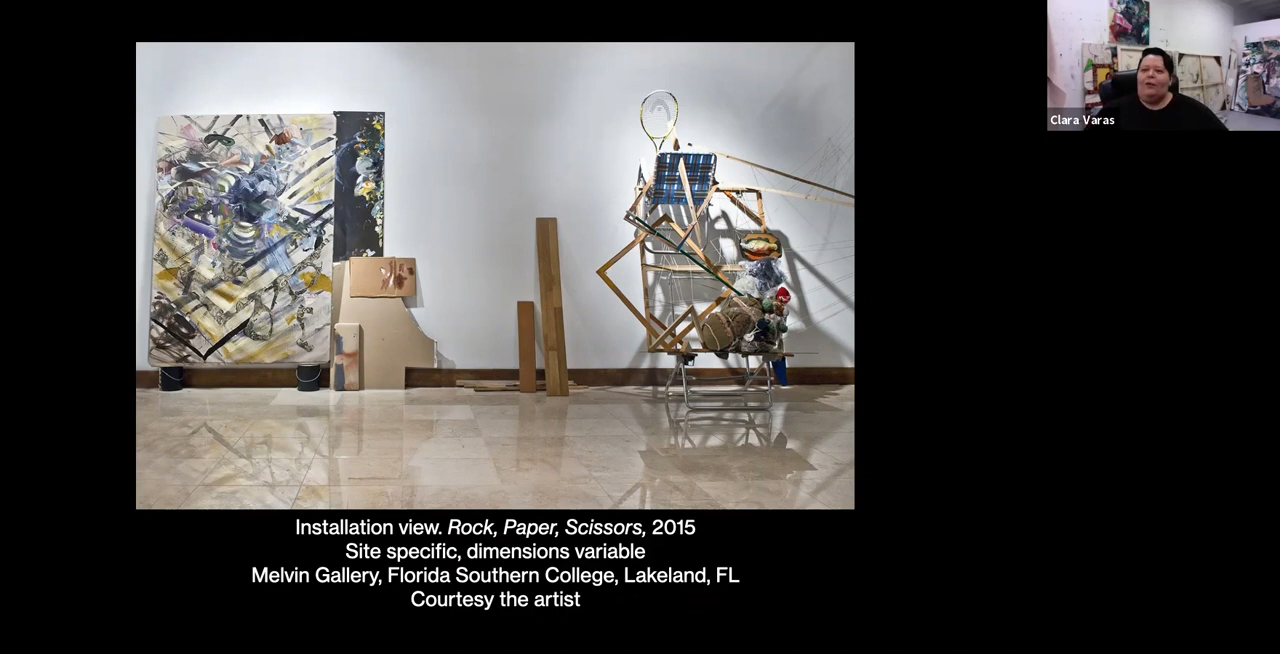 Clara Varas
Installation view. Rock, Paper, Scissors, 2015
Site specific, dimensions variable
Melvin Gallery, Florida Southern College, Lakeland, FL
Courtesy the artist